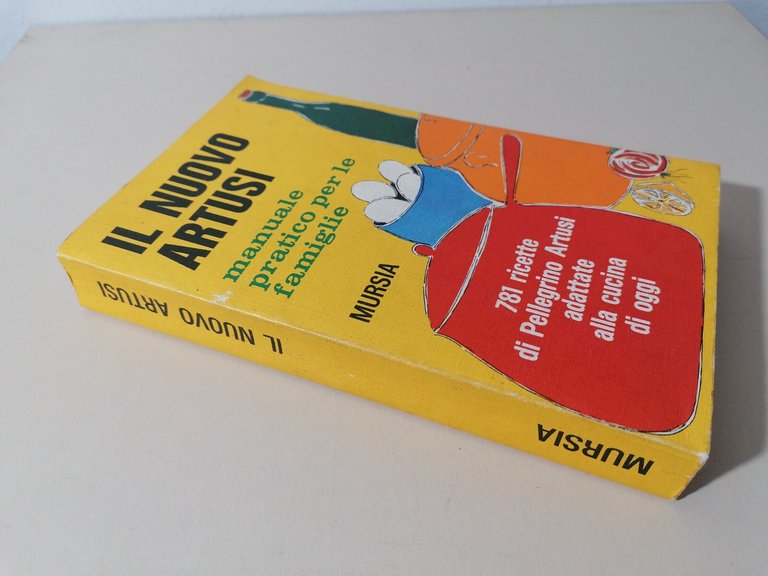 IL NUOVO
ARTUSI
manuale
pratico per le
famiglie
MURSIA
781 ricette
di Pellegrino Artusi
adattate
alla cucina
di oggi
IL NUOVO ARTUSI
MURSIA